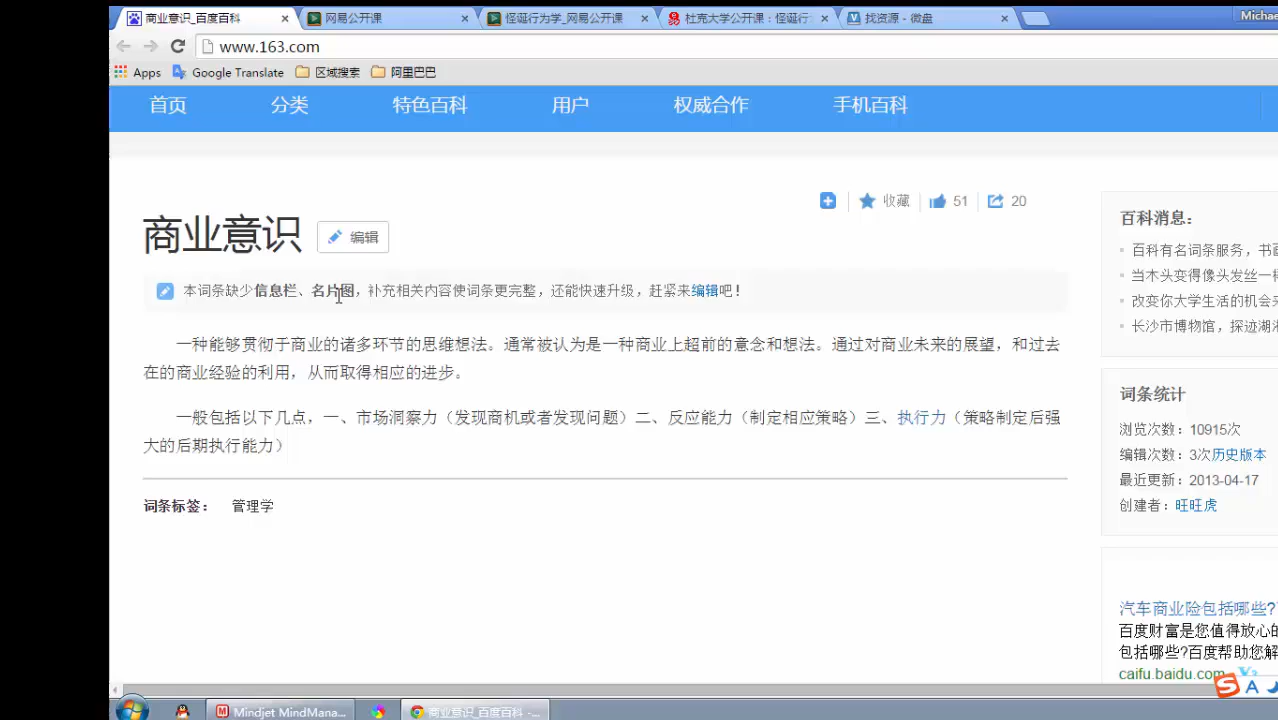 商业意识_百度百科
网易公开课
怪诞行为学_网易公开课
杜克大学公开课：怪诞行
找资源 - 微盘
Michae
www.163.com
Apps
Google Translate
区域搜索
阿里巴巴
首页
分类
特色百科
用户
权威合作
手机百科
收藏
51
20
商业意识
编辑
本词条缺少信息栏、名片图，补充相关内容使词条更完整，还能快速升级，赶紧来编辑吧！
一种能够贯彻于商业的诸多环节的思维想法。通常被认为是一种商业上超前的意念和想法。通过对商业未来的展望，和过去
在的商业经验的利用，从而取得相应的进步。
一般包括以下几点，一、市场洞察力（发现商机或者发现问题）二、反应能力（制定相应策略）三、执行力（策略制定后强
大的后期执行能力）
词条标签：
管理学
百科消息：
百科有名词条服务，书
当木头变得像头发丝一
改变你大学生活的机会
长沙市博物馆，探迹湖
词条统计
浏览次数：10915次
编辑次数：3次历史版本
最近更新：2013-04-17
创建者：旺旺虎
汽车商业险包括哪些?
百度财富是您值得放心的
包括哪些?百度帮助您解
caifu.baidu.com
Mindjet MindMana...
商业意识_百度百科 -...